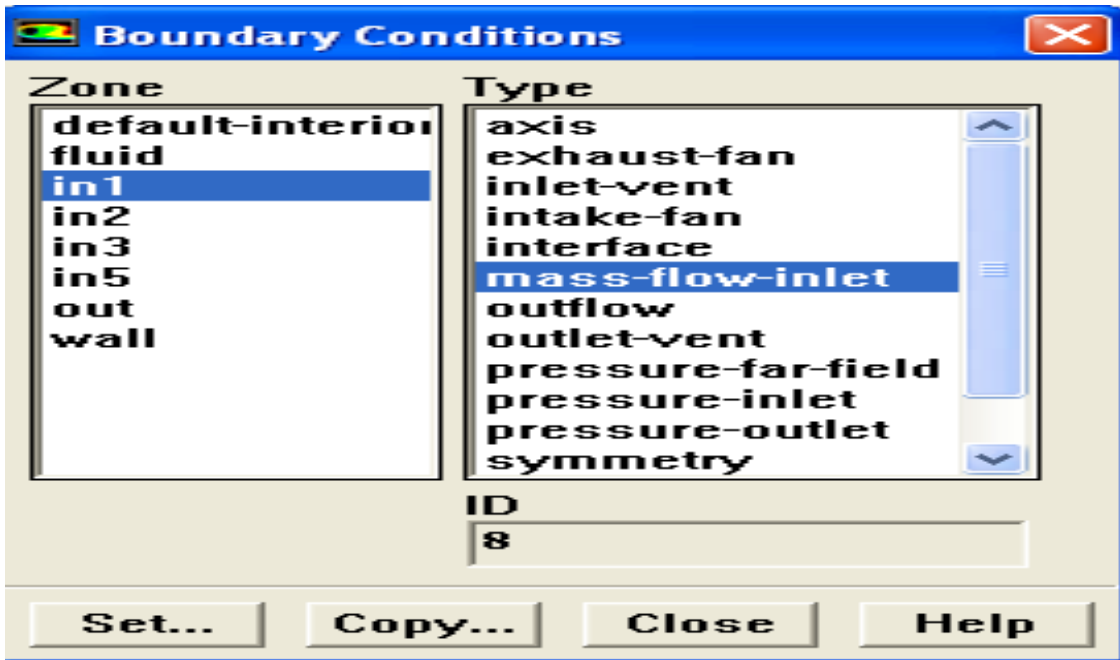 Boundary Conditions
Zone
default-interior
fluid
in1
in2
in3
in5
out
wall
Type
axis
exhaust-fan
inlet-vent
intake-fan
interface
mass-flow-inlet
outflow
outlet-vent
pressure-far-field
pressure-inlet
pressure-outlet
symmetry
ID
8
Set... Copy... Close Help